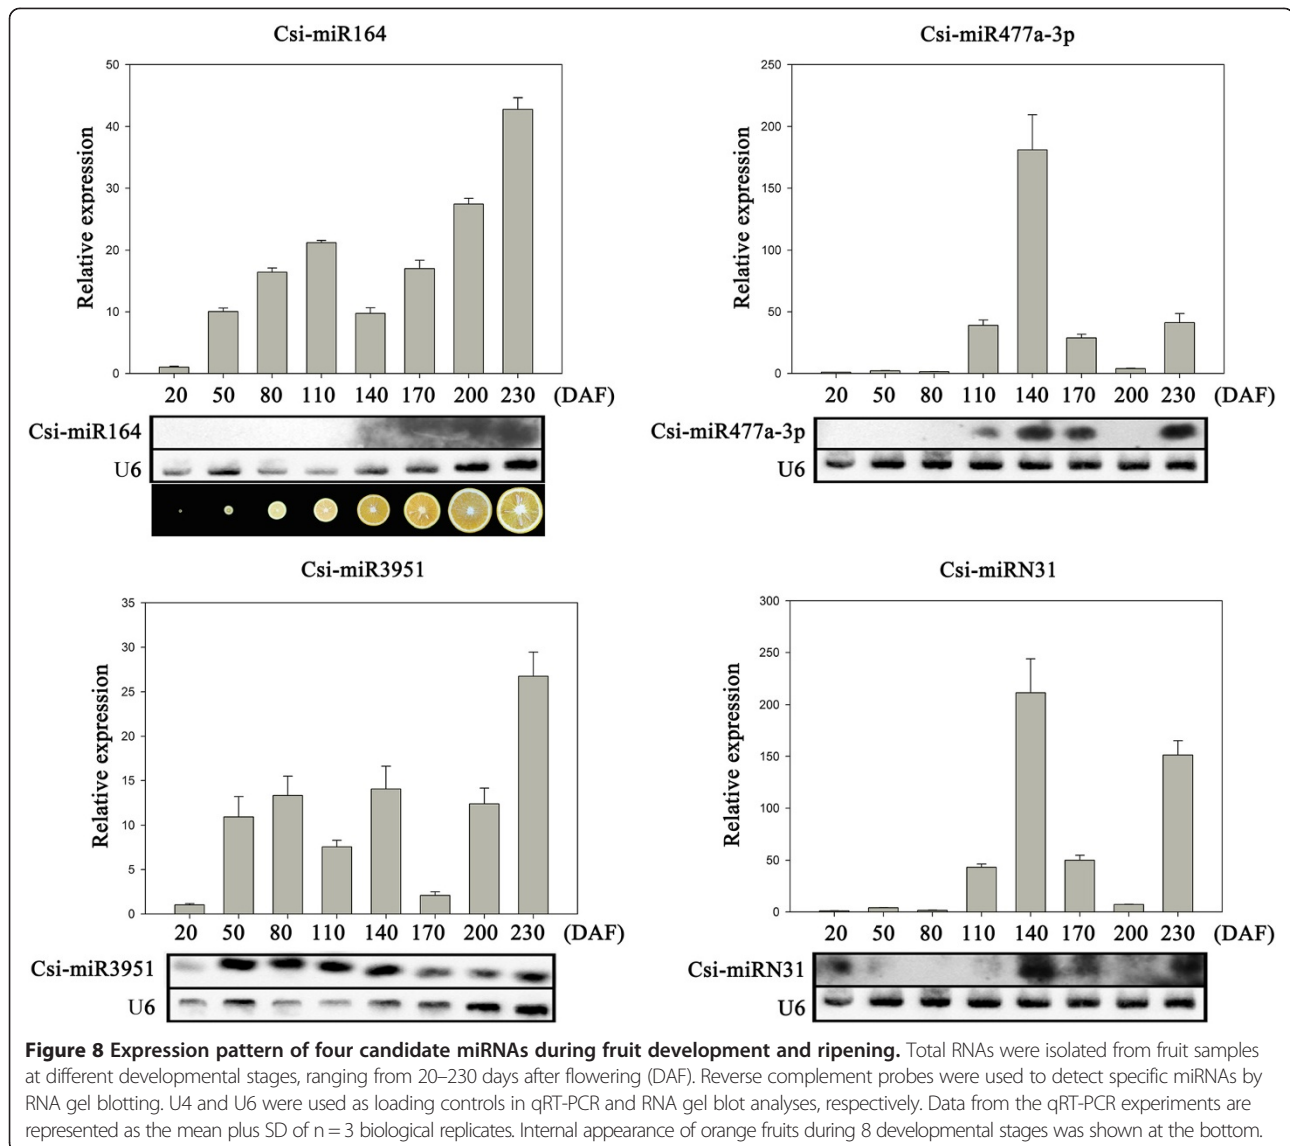 Csi-miR164
Relative expression
50
40
30
20
10
0
20 50 80 110 140 170 200 230 (DAF)
Csi-miR164
U6
Csi-miR477a-3p
Relative expression
250
200
150
100
50
0
20 50 80 110 140 170 200 230 (DAF)
Csi-miR477a-3p
U6
Csi-miR3951
Relative expression
35
30
25
20
15
10
5
0
20 50 80 110 140 170 200 230 (DAF)
Csi-miR3951
U6
Csi-miRN31
Relative expression
300
250
200
150
100
50
0
20 50 80 110 140 170 200 230 (DAF)
Csi-miRN31
U6
Figure 8 Expression pattern of four candidate miRNAs during fruit development and ripening. Total RNAs were isolated from fruit samples
at different developmental stages, ranging from 20–230 days after flowering (DAF). Reverse complement probes were used to detect specific miRNAs by
RNA gel blotting. U4 and U6 were used as loading controls in qRT-PCR and RNA gel blot analyses, respectively. Data from the qRT-PCR experiments are
represented as the mean plus SD of n = 3 biological replicates. Internal appearance of orange fruits during 8 developmental stages was shown at the bottom.